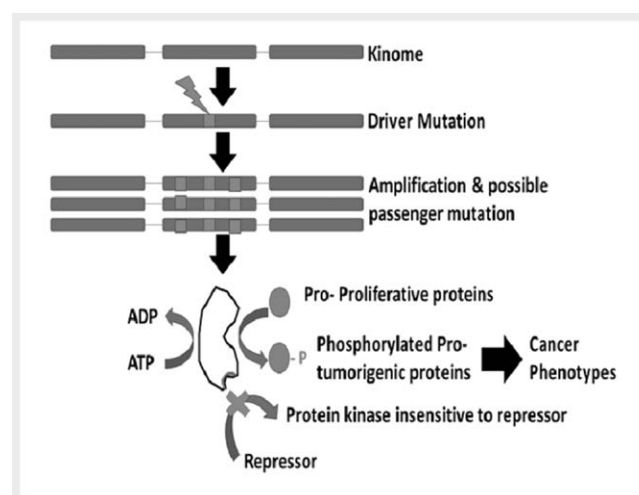 Kinome
Driver Mutation
Amplification & possible
passenger mutation
Pro- Proliferative proteins
ADP
ATP
- P
Phosphorylated Pro-
tumorigenic proteins
Cancer
Phenotypes
Protein kinase insensitive to repressor
Repressor